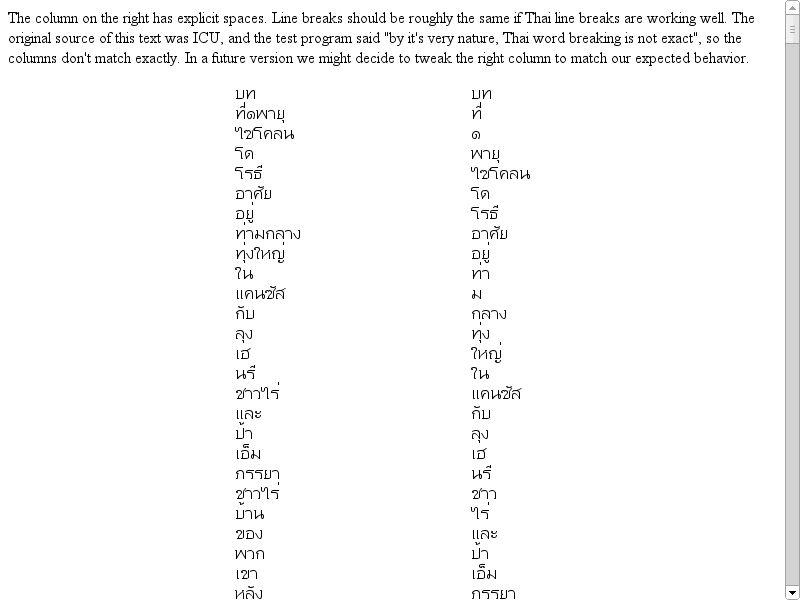 The column on the right has explicit spaces. Line breaks should be roughly the same if Thai line breaks are working well. The
original source of this text was ICU, and the test program said "by it's very nature, Thai word breaking is not exact", so the
columns don't match exactly. In a future version we might decide to tweak the right column to match our expected behavior.
บท
ที่๑พายุ
ไซโคลน
โด
โรธี
อาศัย
อยู่
ท่ามกลาง
ทุ่งใหญ่
ใน
แคนซัส
กับ
ลุง
เฮ
นรี
ชาวไร่
และ
ป้า
เอ็ม
ภรรยา
ชาวไร่
บ้าน
ของ
พวก
เขา
หลัง
บท
ที่
๑
พายุ
ไซโคลน
โด
โรธี
อาศัย
อยู่
ท่า
ม
กลาง
ทุ่ง
ใหญ่
ใน
แคนซัส
กับ
ลุง
เฮ
นรี
ชาว
ไร่
และ
ป้า
เอ็ม
ภรรยา